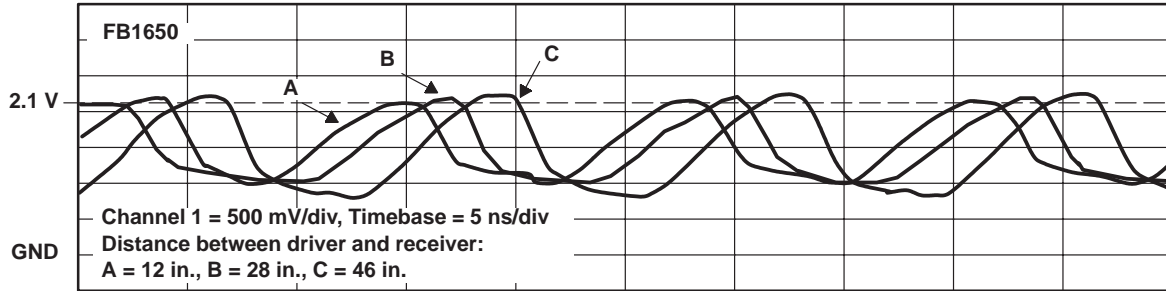 FB1650
B
C
A
2.1 V
Channel 1 = 500 mV/div, Timebase = 5 ns/div
Distance between driver and receiver:
GND
A = 12 in., B = 28 in., C = 46 in.